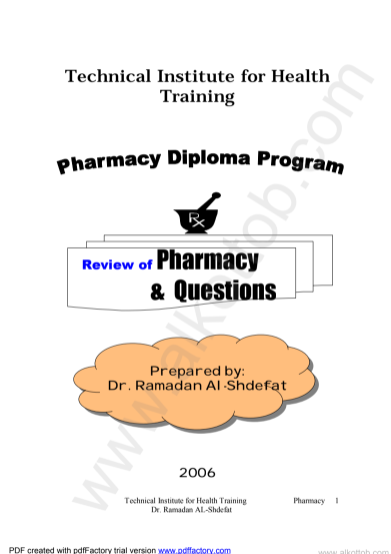 Technical Institute for Health
Training
Pharmacy Diploma Program
Rx
Review of Pharmacy
& Questions
Prepared by:
Dr. Ramadan Al-Shdefat
www.alkottob.com
2006
Technical Institute for Health Training Pharmacy 1
Dr. Ramadan AL-Shdefat
PDF created with pdfFactory trial version www.pdffactory.com
www.alkottob.com